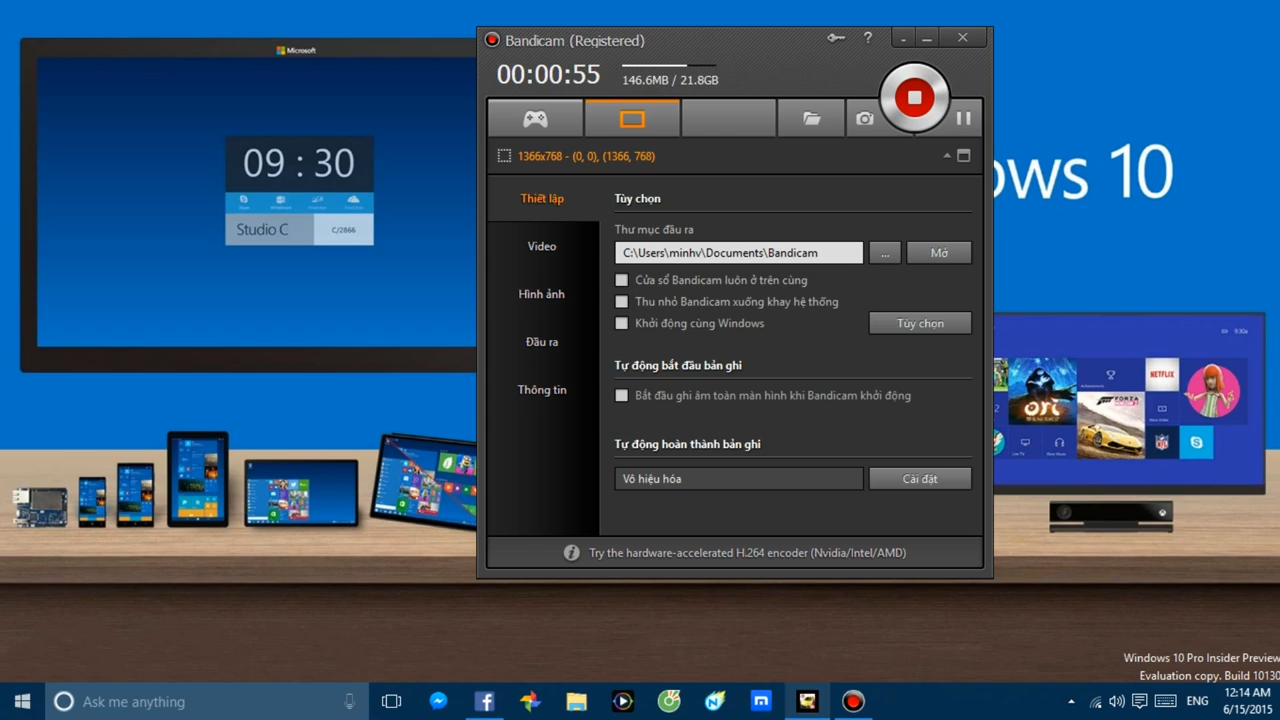 Microsoft
09 : 30
Studio C
C/2866
ows 10
Bandicam (Registered)
?
00:00:55
146.6MB / 21.8GB
1366x768 - (0, 0), (1366, 768)
Thiết lập
Video
Hình ảnh
Đầu ra
Thông tin
Tùy chọn
Thư mục đầu ra
C:\Users\minhv\Documents\Bandicam
...
Mở
Cửa sổ Bandicam luôn ở trên cùng
Thu nhỏ Bandicam xuống khay hệ thống
Khởi động cùng Windows
Tùy chọn
Tự động bắt đầu bản ghi
Bắt đầu ghi âm toàn màn hình khi Bandicam khởi động
Tự động hoàn thành bản ghi
Vô hiệu hóa
Cài đặt
Try the hardware-accelerated H.264 encoder (Nvidia/Intel/AMD)
9:30a
NETFLIX
ori
FORZA
NFL
Windows 10 Pro Insider Preview
Evaluation copy. Build 10130
Ask me anything
ENG
12:14 AM
6/15/2015